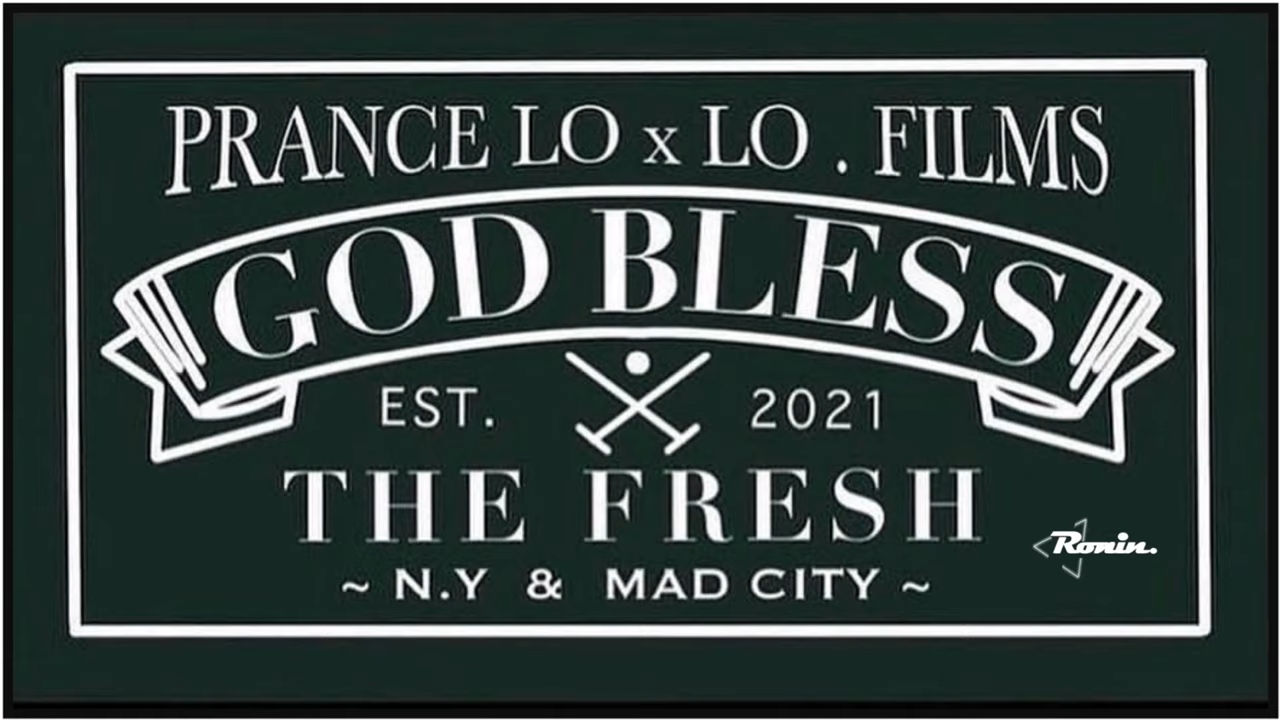 PRANCE LO x LO . FILMS
GOD BLESS
EST. 2021
THE FRESH
~ N.Y & MAD CITY ~
Ronin.